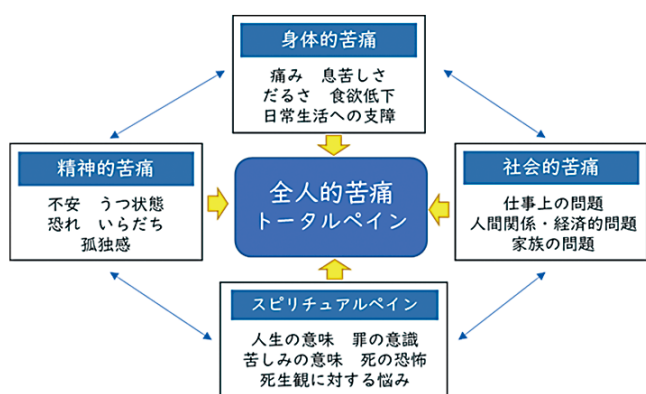 身体的苦痛
痛み 息苦しさ
だるさ 食欲低下
日常生活への支障
精神的苦痛
不安 うつ状態
恐れ いらだち
孤独感
全人的苦痛
トータルペイン
社会的苦痛
仕事上の問題
人間関係・経済的問題
家族の問題
スピリチュアルペイン
人生の意味 罪の意識
苦しみの意味 死の恐怖
死生観に対する悩み